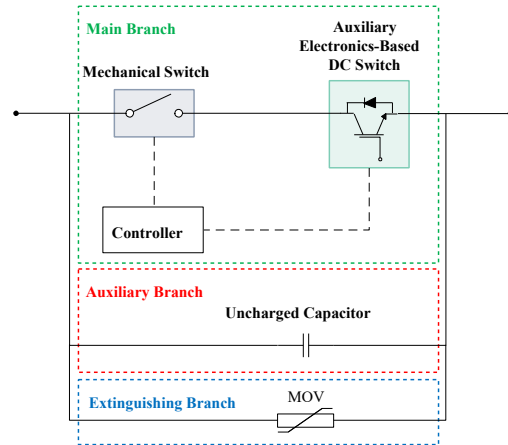 Main Branch
Auxiliary
Electronics-Based
DC Switch
Mechanical Switch
Controller
Auxiliary Branch
Uncharged Capacitor
MOV
Extinguishing Branch